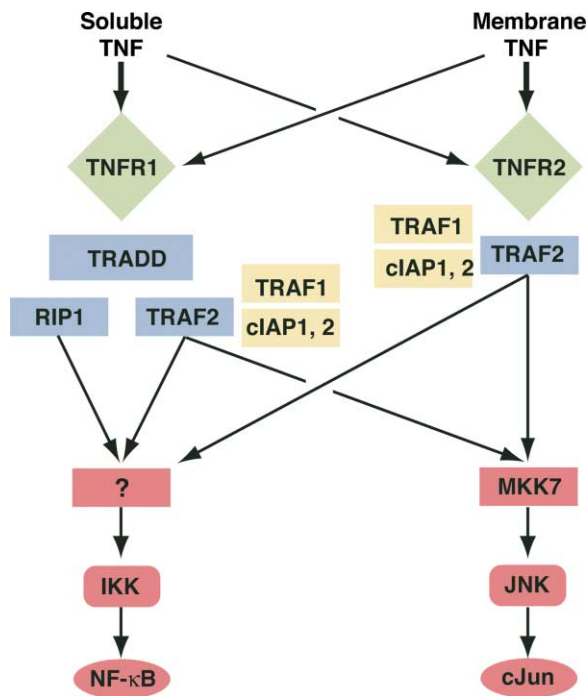 Soluble
TNF
Membrane
TNF
TNFR1
TNFR2
TRADD
TRAF1
cIAP1, 2
TRAF2
RIP1
TRAF2
TRAF1
cIAP1, 2
?
MKK7
IKK
JNK
NF-κB
cJun